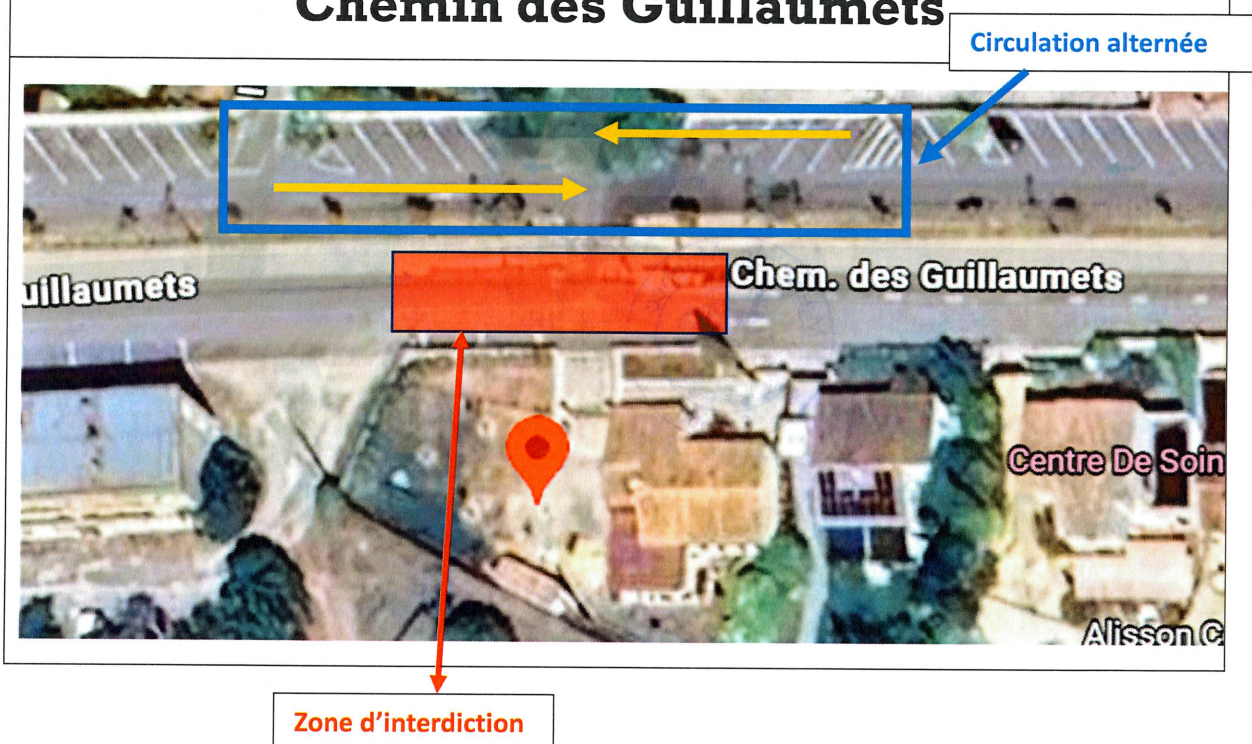 Chemin des Guillaumets
Circulation alternée
uillaumets
Chem. des Guillaumets
Centre De Soin
Alisson C
Zone d'interdiction